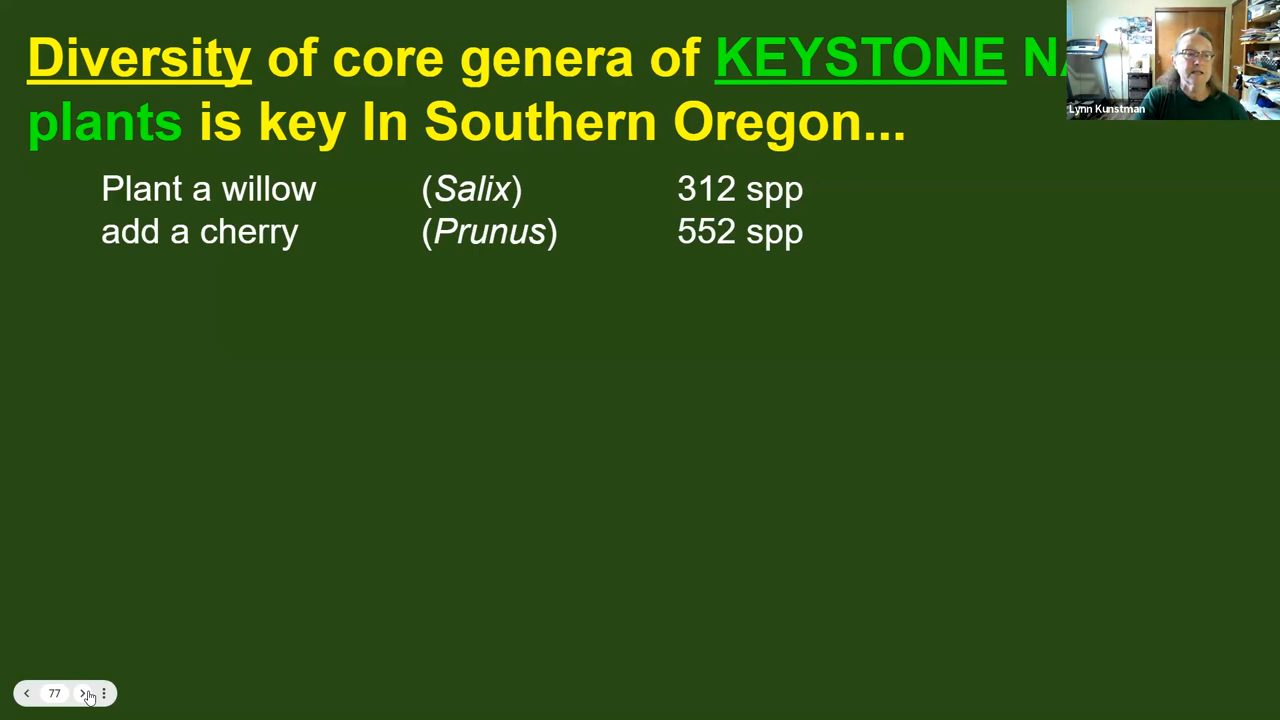 Diversity of core genera of KEYSTONE
plants is key In Southern Oregon...
Plant a willow (Salix) 312 spp
add a cherry (Prunus) 552 spp
Lynn Kunstman
77